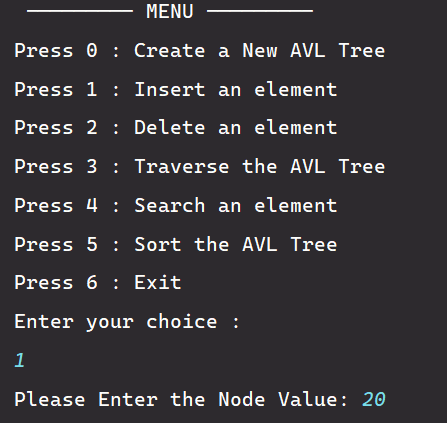 ───────── MENU ─────────
Press 0 : Create a New AVL Tree
Press 1 : Insert an element
Press 2 : Delete an element
Press 3 : Traverse the AVL Tree
Press 4 : Search an element
Press 5 : Sort the AVL Tree
Press 6 : Exit
Enter your choice :
1
Please Enter the Node Value: 20